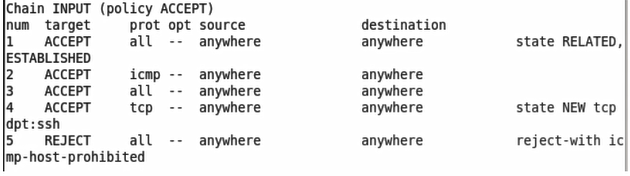 Chain INPUT (policy ACCEPT)
num  target     prot opt source               destination
1    ACCEPT     all  --  anywhere             anywhere            state RELATED,
ESTABLISHED
2    ACCEPT     icmp --  anywhere             anywhere
3    ACCEPT     all  --  anywhere             anywhere
4    ACCEPT     tcp  --  anywhere             anywhere            state NEW tcp
dpt:ssh
5    REJECT     all  --  anywhere             anywhere            reject-with ic
mp-host-prohibited